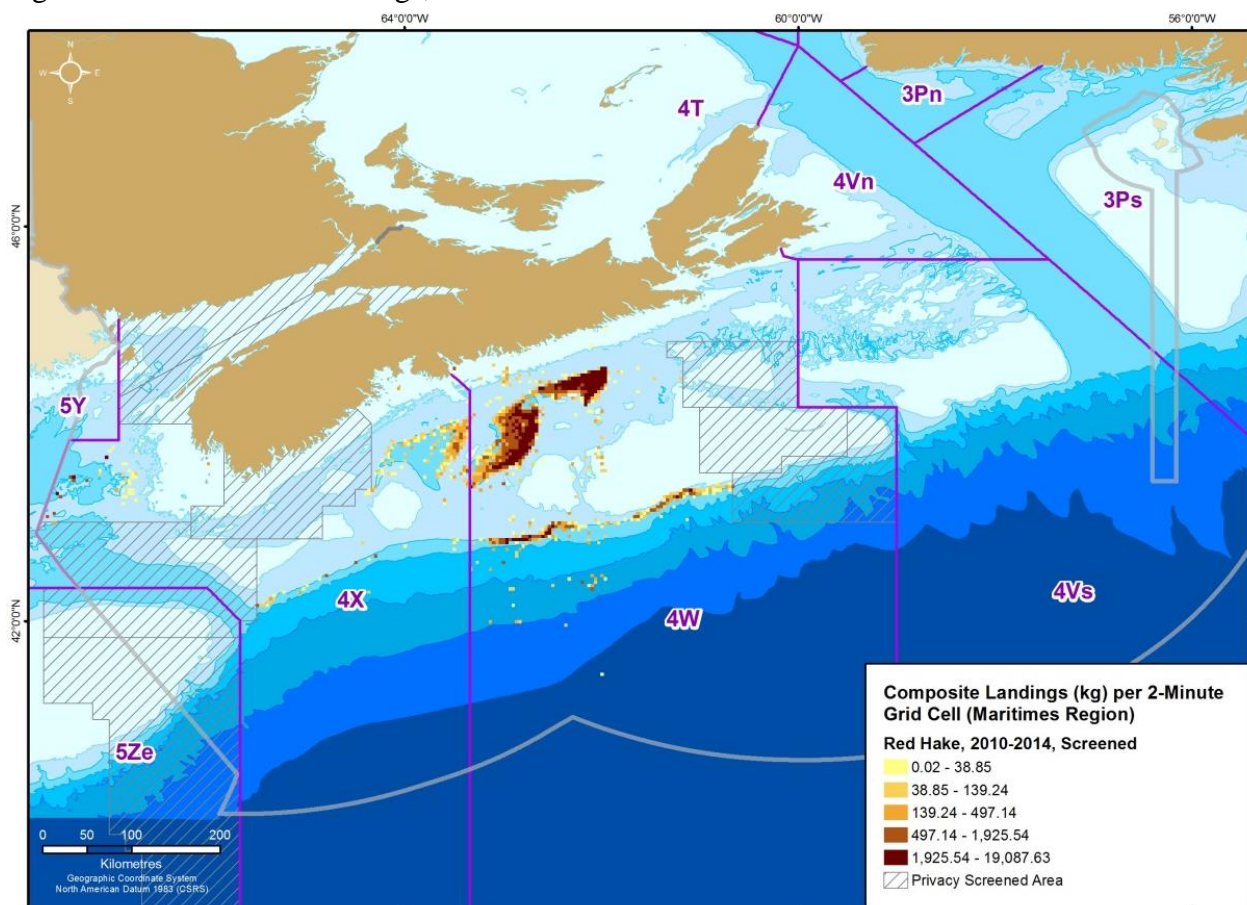 64°0'0"W
60°0'0"W
56°0'0"W
N
W E
S
46°0'0"N
42°0'0"N
4T
3Pn
4Vn
3Ps
5Y
4X
4W
4Vs
5Ze
0 50 100 200
Kilometres
Geographic Coordinate System
North American Datum 1983 (CSRS)
Composite Landings (kg) per 2-Minute
Grid Cell (Maritimes Region)
Red Hake, 2010-2014, Screened
0.02 - 38.85
38.85 - 139.24
139.24 - 497.14
497.14 - 1,925.54
1,925.54 - 19,087.63
Privacy Screened Area